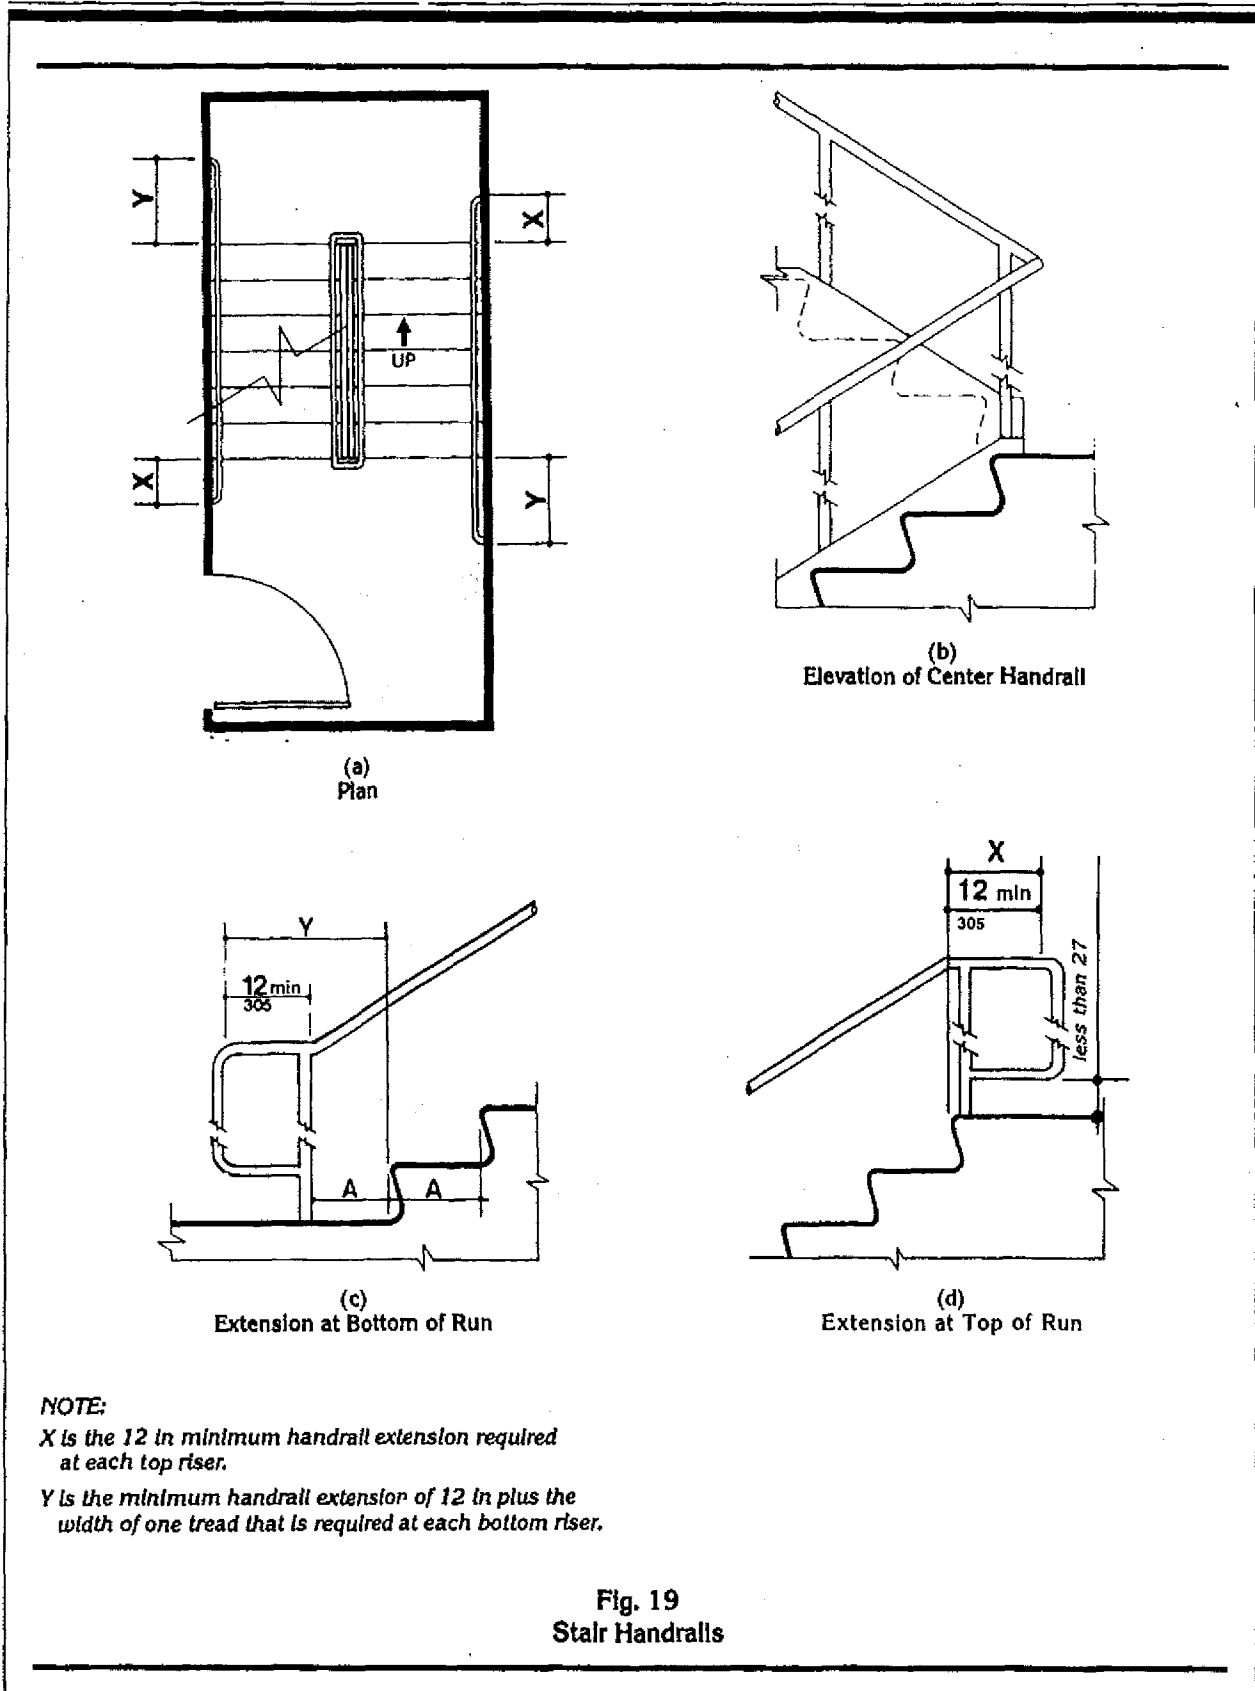 Y
X
UP
X
Y
(a)
Plan
(b)
Elevation of Center Handrail
Y
12 min
305
A
A
(c)
Extension at Bottom of Run
X
12 min
305
less than 27
(d)
Extension at Top of Run
NOTE:
X is the 12 in minimum handrail extension required
at each top riser.
Y is the minimum handrail extension of 12 in plus the
width of one tread that is required at each bottom riser.
Fig. 19
Stair Handrails